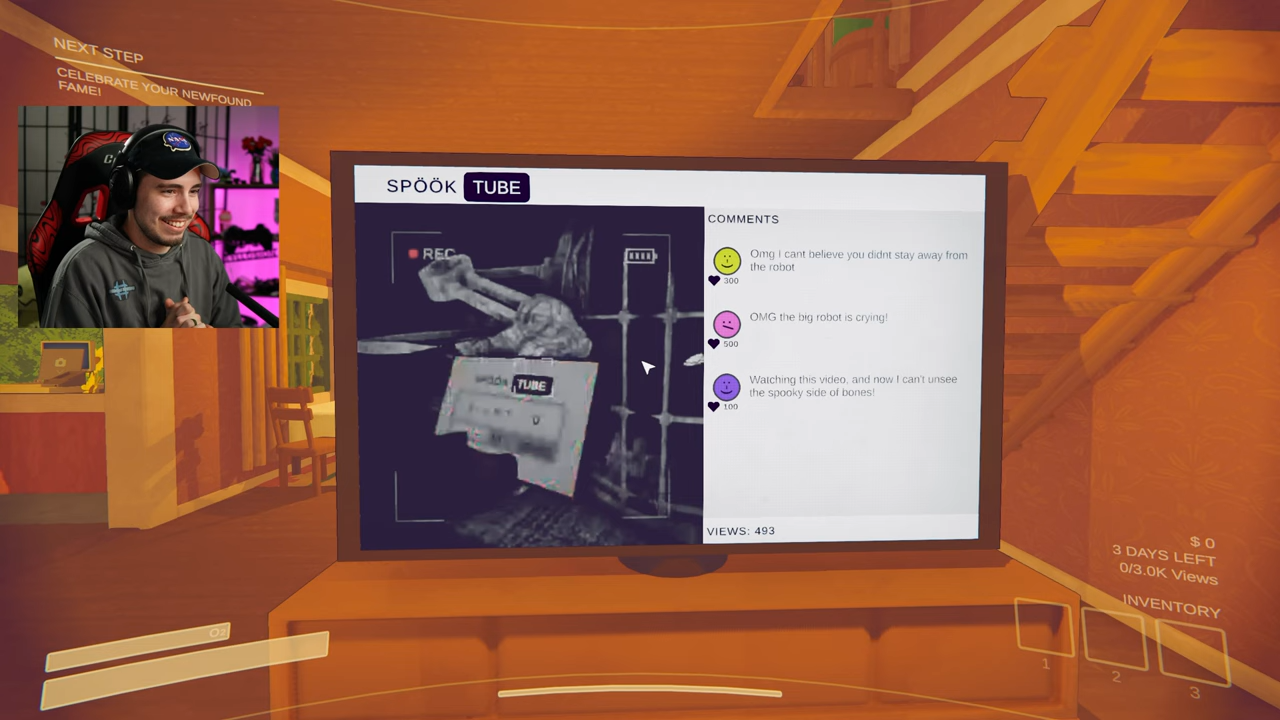 NEXT STEP
CELEBRATE YOUR NEWFOUND
FAME!
SPÖÖK TUBE
REC
TUBE
COMMENTS
Omg I cant believe you didnt stay away from
the robot
300
OMG the big robot is crying!
500
Watching this video, and now I can't unsee
the spooky side of bones!
100
VIEWS: 493
$ 0
3 DAYS LEFT
0/3.0K Views
INVENTORY
1
2
3
O2